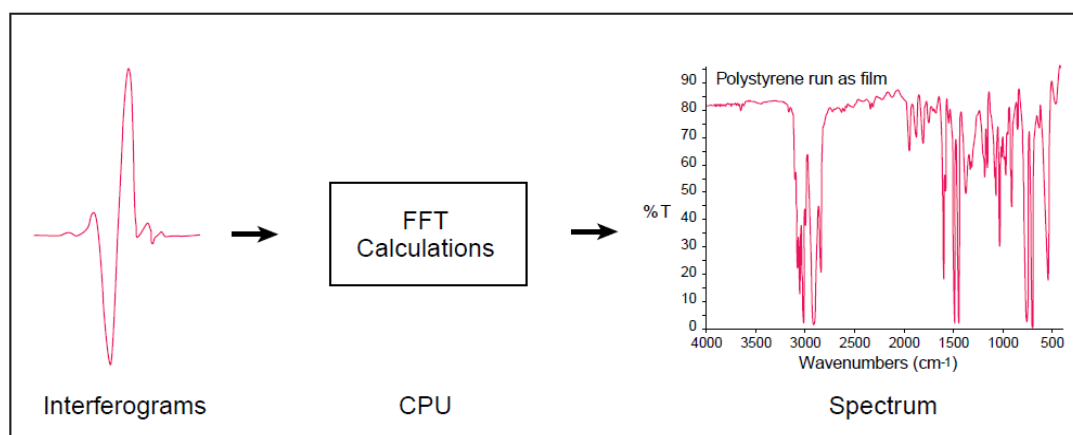 Polystyrene run as film
90
80
70
60
50
%T
40
30
20
10
0
4000 3500 3000 2500 2000 1500 1000 500
Wavenumbers (cm-1)
FFT
Calculations
Interferograms CPU Spectrum